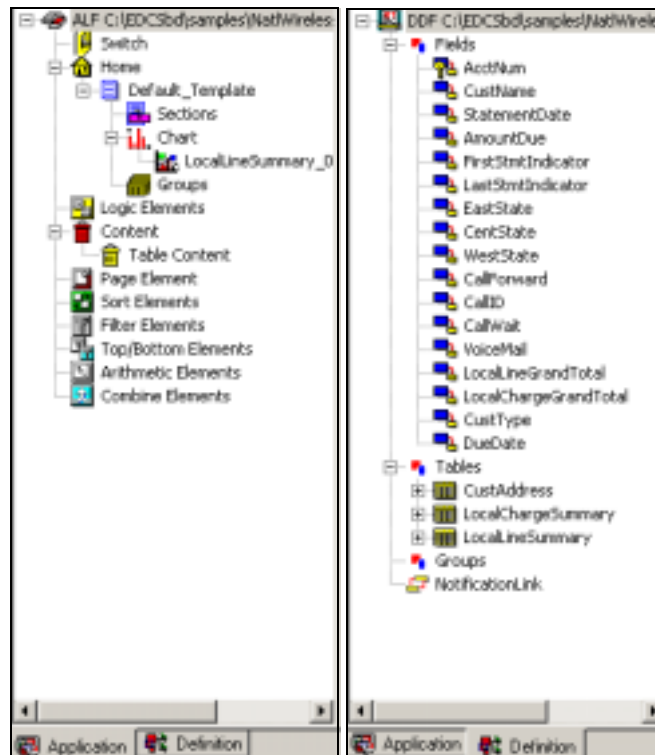 ALF C:\EDCSbd\samples\NatlWireles
Switch
Home
Default_Template
Sections
Chart
LocalLineSummary_0
Groups
Logic Elements
Content
Table Content
Page Element
Sort Elements
Filter Elements
Top/Bottom Elements
Arithmetic Elements
Combine Elements
Application Definition
DDF C:\EDCSbd\samples\NatlWirele
Fields
AcctNum
CustName
StatementDate
AmountDue
FirstStmtIndicator
LastStmtIndicator
EastState
CentState
WestState
CallForward
CallID
CallWait
VoiceMail
LocalLineGrandTotal
LocalChargeGrandTotal
CustType
DueDate
Tables
CustAddress
LocalChargeSummary
LocalLineSummary
Groups
NotificationLink
Application Definition